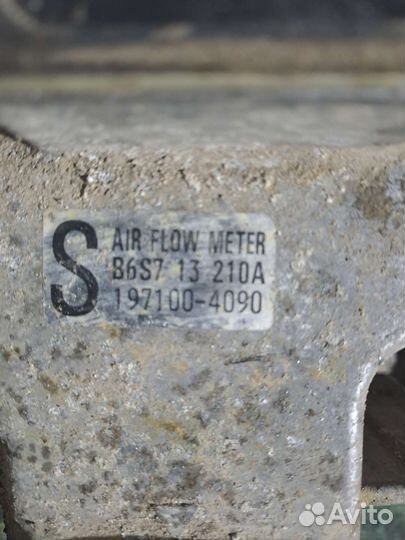 S
AIR FLOW METER
B6S7 13 210A
197100-4090
Avito